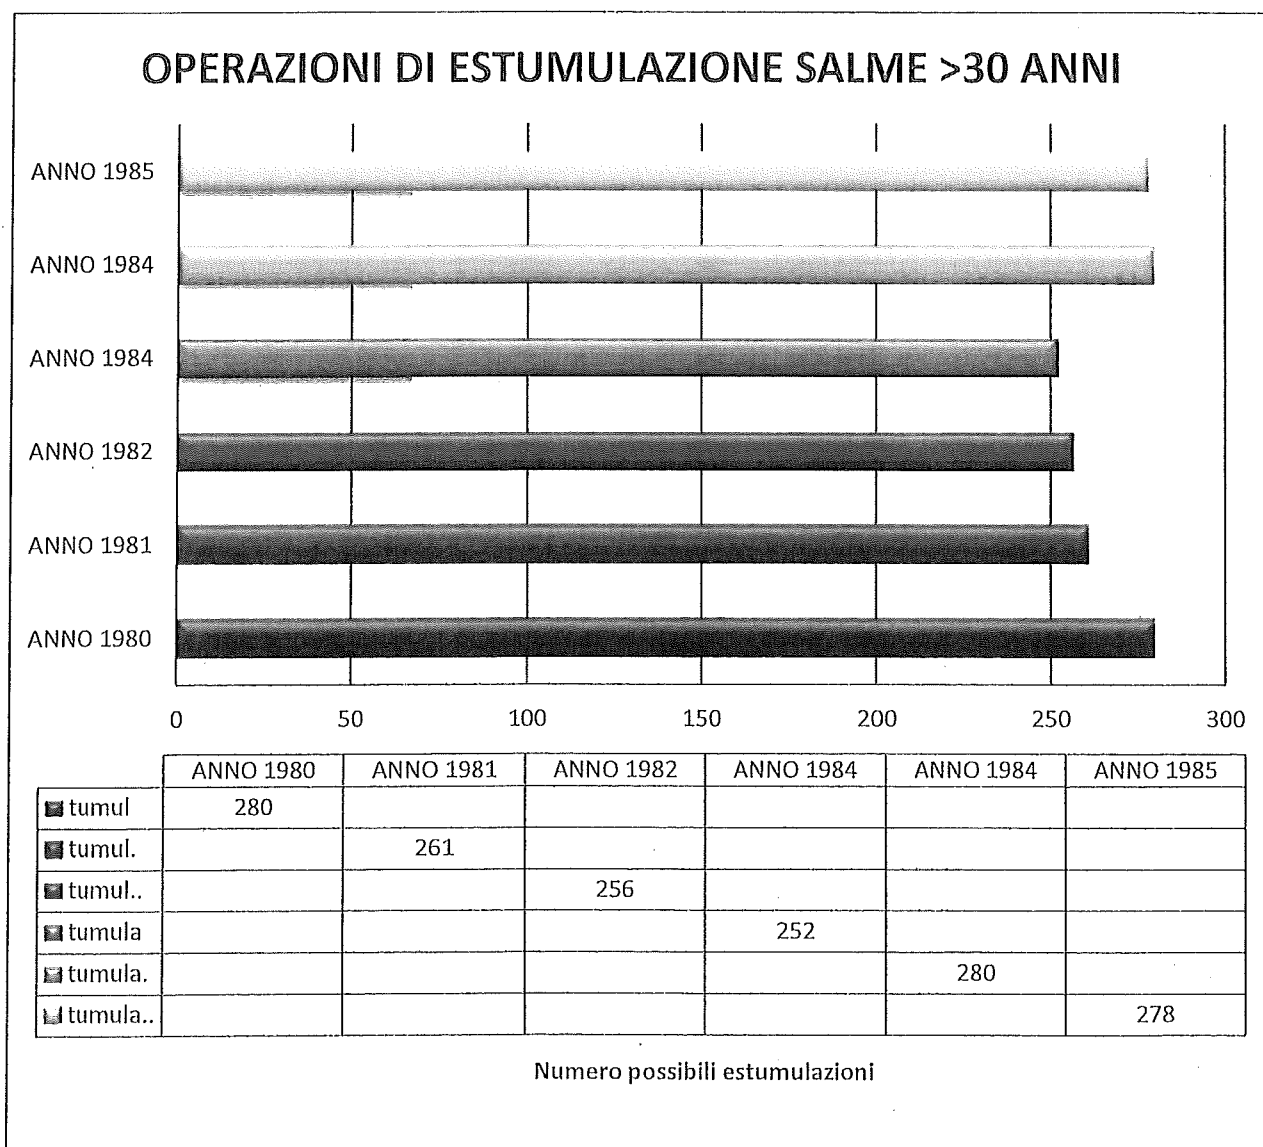 OPERAZIONI DI ESTUMULAZIONE SALME >30 ANNI
ANNO 1985
ANNO 1984
ANNO 1984
ANNO 1982
ANNO 1981
ANNO 1980
0 50 100 150 200 250 300
ANNO 1980 ANNO 1981 ANNO 1982 ANNO 1984 ANNO 1984 ANNO 1985
tumul 280
tumul. 261
tumul.. 256
tumula 252
tumula. 280
tumula.. 278
Numero possibili estumulazioni